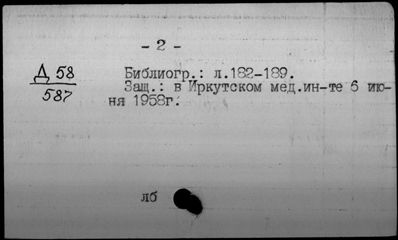 - 2 -
Д 58
587
Библиогр.: л.182-189.
Защ.: в Иркутском мед.ин-те 6 ию-
ня 1958г.
лб